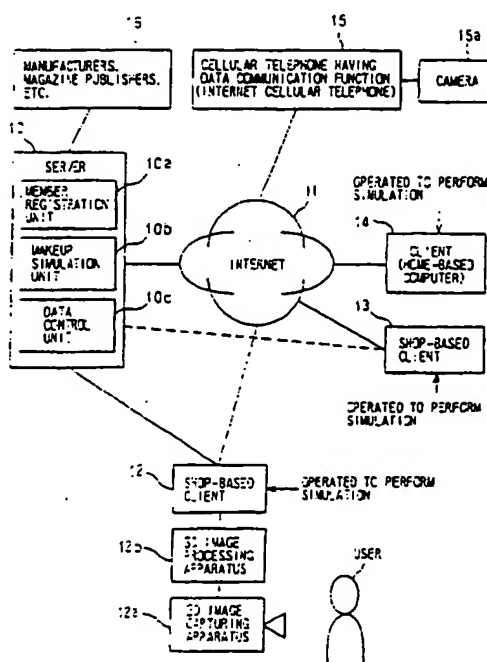 16
MANUFACTURERS,
MAGAZINE PUBLISHERS,
ETC.
15
CELLULAR TELEPHONE HAVING
DATA COMMUNICATION FUNCTION
(INTERNET CELLULAR TELEPHONE)
15a
CAMERA
10
SERVER
10a
MEMBER
REGISTRATION
UNIT
10b
MAKEUP
SIMULATION
UNIT
10c
DATA
CONTROL
UNIT
11
INTERNET
OPERATED TO PERFORM
SIMULATION
14
CLIENT
(HOME-BASED
COMPUTER)
13
SHOP-BASED
CLIENT
OPERATED TO PERFORM
SIMULATION
12
SHOP-BASED
CLIENT
OPERATED TO PERFORM
SIMULATION
12b
3D IMAGE
PROCESSING
APPARATUS
12a
3D IMAGE
CAPTURING
APPARATUS
USER